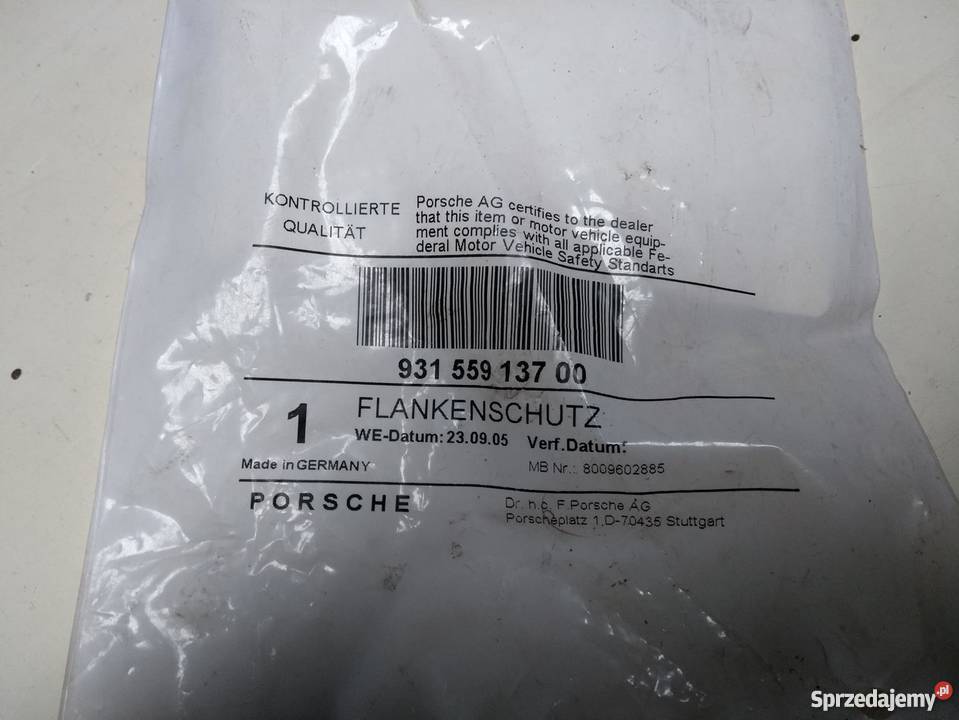 KONTROLLIERTE
QUALITÄT
Porsche AG certifies to the dealer
that this item or motor vehicle equip-
ment complies with all applicable Fe-
deral Motor Vehicle Safety Standarts
931 559 137 00
1
FLANKENSCHUTZ
WE-Datum: 23.09.05 Verf.Datum:
Made in GERMANY
MB Nr.: 8009602885
PORSCHE
Dr. h.c. F.Porsche AG
Porscheplatz 1,D-70435 Stuttgart
Sprzedajemy.pl